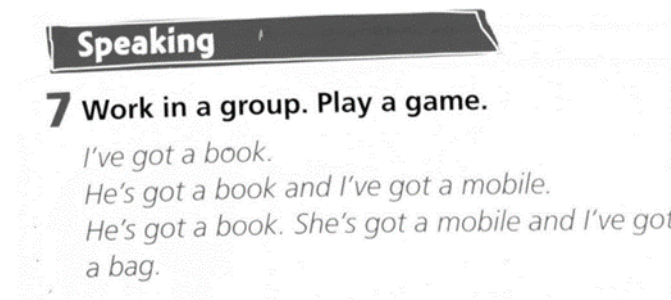 Speaking
7 Work in a group. Play a game.
I've got a book.
He's got a book and I've got a mobile.
He's got a book. She's got a mobile and I've got
a bag.